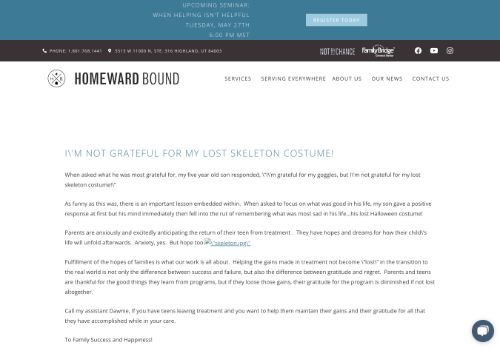 UPCOMING SEMINAR:
WHEN HELPING ISN'T HELPFUL
TUESDAY, MAY 27TH
6:00 PM MST
REGISTER TODAY
PHONE: 1.801.768.1441
5513 W 11000 N, STE. 316 HIGHLAND, UT 84003
NOT BY CHANCE
FamilyBridge
HOMEWARD BOUND
SERVICES SERVING EVERYWHERE ABOUT US OUR NEWS CONTACT US
I\'M NOT GRATEFUL FOR MY LOST SKELETON COSTUME!
When asked what he was most grateful for, my five year old son responded, \"I\'m grateful for my goggles, but I\'m not grateful for my lost
skeleton costume!\"
As funny as this was, there is an important lesson embedded within. When asked to focus on what was good in his life, my son gave a positive
response at first but his mind immediately then fell into the rut of remembering what was most sad in his life...his lost Halloween costume!
Parents are anxiously and excitedly anticipating the return of their teen from treatment. They have hopes and dreams for how their child\'s
life will unfold afterwards. Anxiety, yes. But hope too. \"skeleton.jpg\"
Fulfillment of the hopes of families is what our work is all about. Helping the gains made in treatment not become \"lost\" in the transition to
the real world is not only the difference between success and failure, but also the difference between gratitude and regret. Parents and teens
are thankful for the good things they learn from programs, but if they loose those gains, their gratitude for the program is diminished if not lost
altogether.
Call my assistant Dawnie, if you have teens leaving treatment and you want to help them maintain their gains and their gratitude for all that
they have accomplished while in your care.
To Family Success and Happiness!